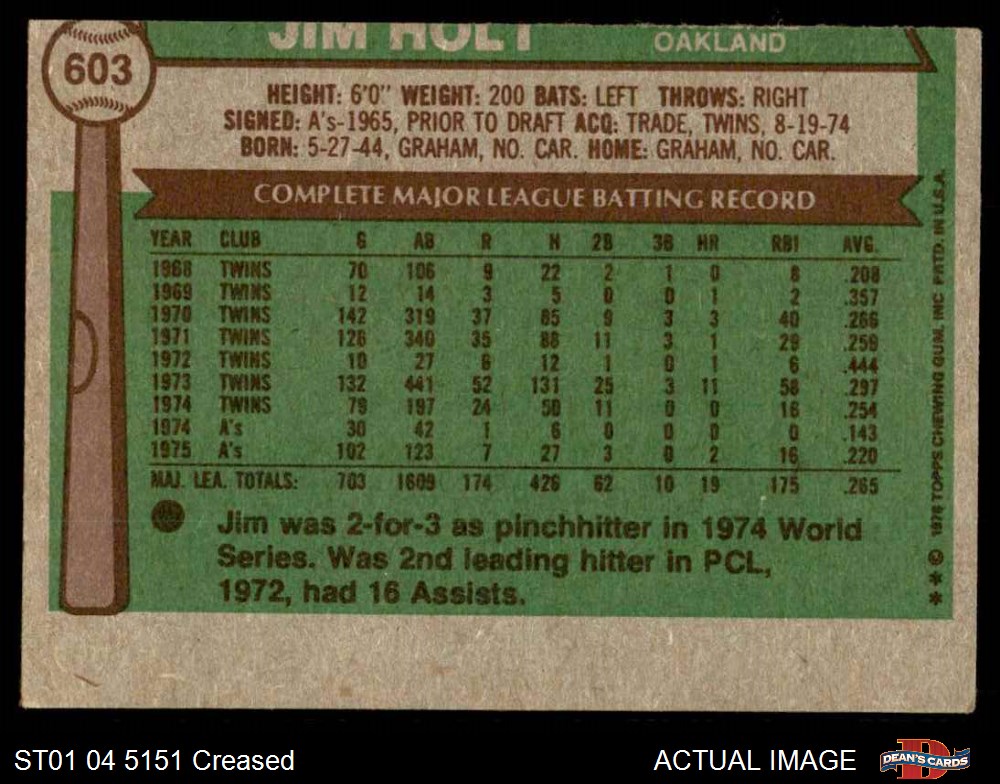 603
JIM HOLT
OAKLAND
HEIGHT: 6'0" WEIGHT: 200 BATS: LEFT THROWS: RIGHT
SIGNED: A's-1965, PRIOR TO DRAFT ACQ: TRADE, TWINS, 8-19-74
BORN: 5-27-44, GRAHAM, NO. CAR. HOME: GRAHAM, NO. CAR.
COMPLETE MAJOR LEAGUE BATTING RECORD
YEAR CLUB G AB R H 2B 3B HR RBI AVG.
1968 TWINS 70 106 9 22 2 1 0 8 .208
1969 TWINS 12 14 3 5 0 0 1 2 .357
1970 TWINS 142 319 37 85 9 3 3 40 .266
1971 TWINS 126 340 35 88 11 3 1 29 .259
1972 TWINS 10 27 6 12 1 0 1 6 .444
1973 TWINS 132 441 52 131 25 3 11 58 .297
1974 TWINS 79 197 24 50 11 0 0 16 .254
1974 A's 30 42 1 6 0 0 0 0 .143
1975 A's 102 123 7 27 3 0 2 16 .220
MAJ. LEA. TOTALS: 703 1609 174 426 62 10 19 175 .265
Jim was 2-for-3 as pinchhitter in 1974 World
Series. Was 2nd leading hitter in PCL,
1972, had 16 Assists.
* * © 1976 TOPPS CHEWING GUM, INC PRTD. IN U.S.A.
ST01 04 5151 Creased
ACTUAL IMAGE
D
DEAN'S CARDS